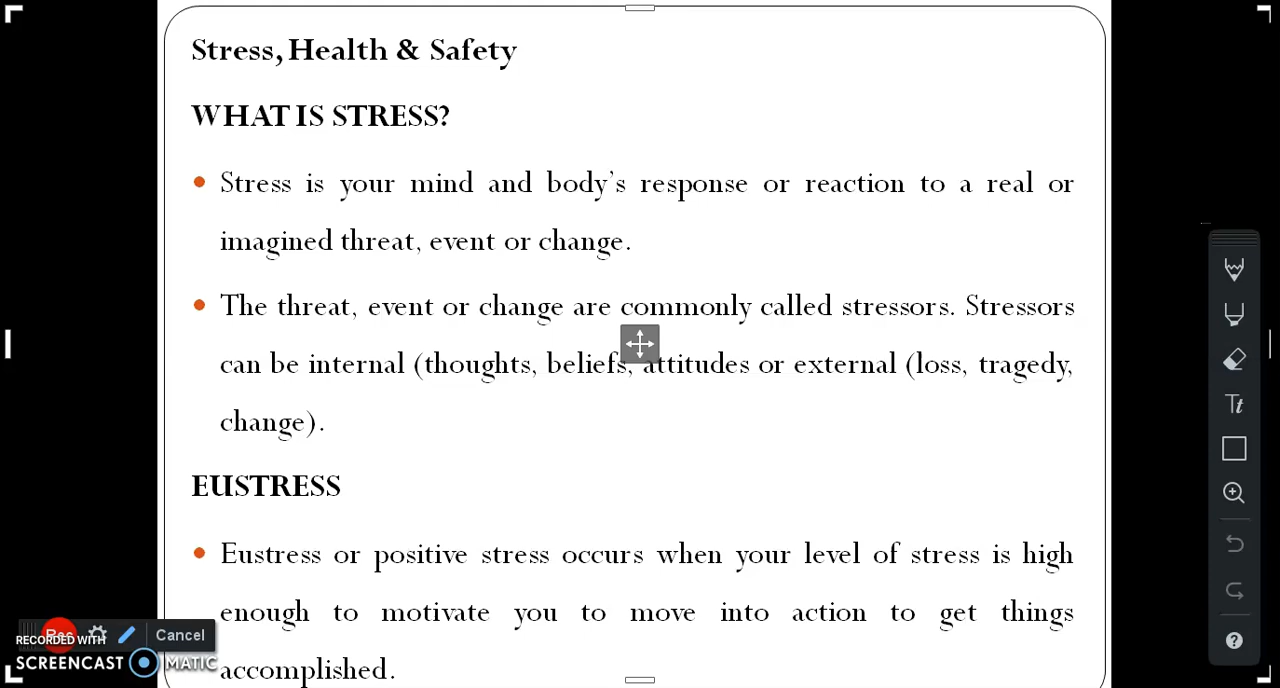 Stress, Health & Safety
WHAT IS STRESS?
Stress is your mind and body's response or reaction to a real or
imagined threat, event or change.
The threat, event or change are commonly called stressors. Stressors
can be internal (thoughts, beliefs, attitudes or external (loss, tragedy,
change).
EUSTRESS
Eustress or positive stress occurs when your level of stress is high
enough to motivate you to move into action to get things
accomplished.
Rec
Cancel
RECORDED WITH
SCREENCAST MATIC
Tt